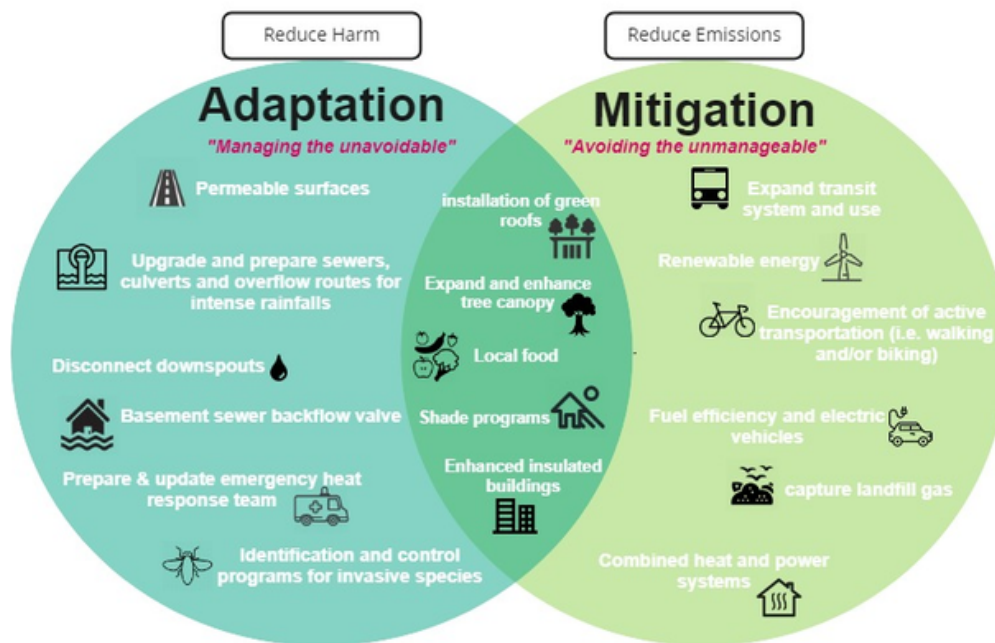 Reduce Harm
Reduce Emissions
Adaptation
"Managing the unavoidable"
Permeable surfaces
Upgrade and prepare sewers,
culverts and overflow routes for
intense rainfalls
Disconnect downspouts
Basement sewer backflow valve
Prepare & update emergency heat
response team
Identification and control
programs for invasive species
installation of green
roofs
Expand and enhance
tree canopy
Local food
Shade programs
Enhanced insulated
buildings
Mitigation
"Avoiding the unmanageable"
Expand transit
system and use
Renewable energy
Encouragement of active
transportation (i.e. walking
and/or biking)
Fuel efficiency and electric
vehicles
capture landfill gas
Combined heat and power
systems